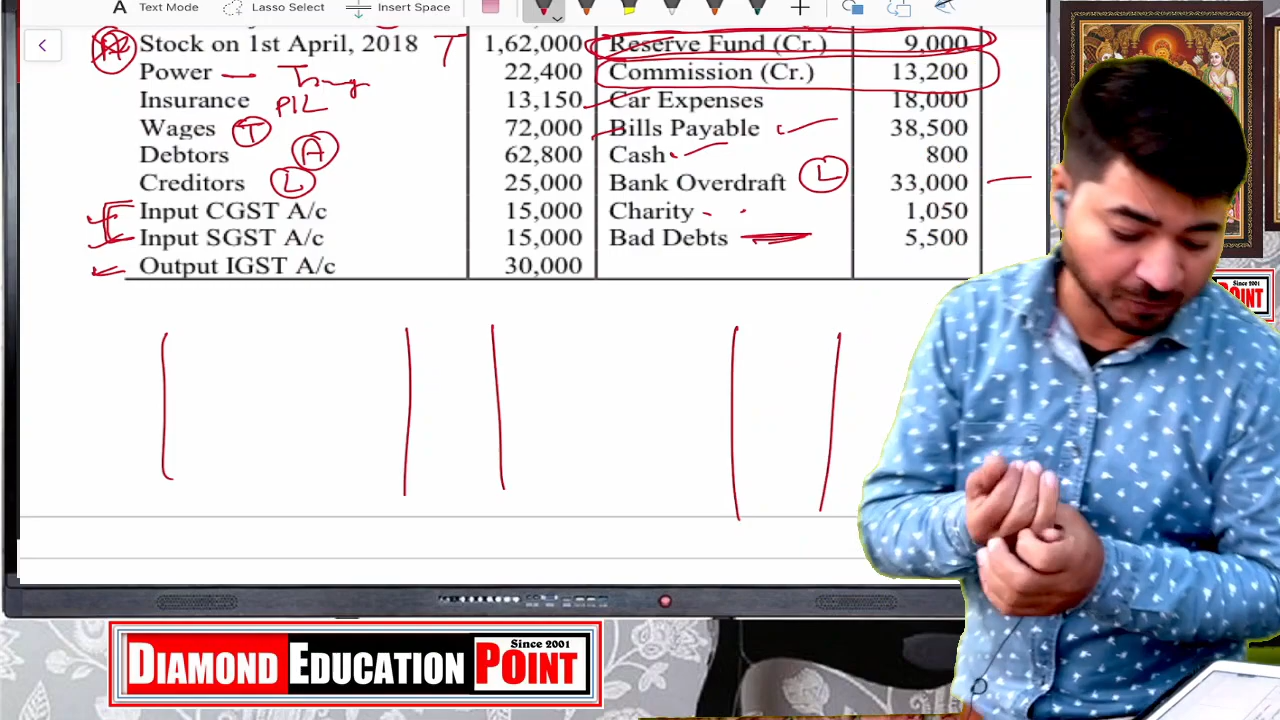 A Text Mode Lasso Select Insert Space
Stock on 1st April, 2018 T 1,62,000 Reserve Fund (Cr.) 9,000
Power — 22,400 Commission (Cr.) 13,200
Insurance P/L 13,150 Car Expenses 18,000
Wages T 72,000 Bills Payable 38,500
Debtors A 62,800 Cash 800
Creditors L 25,000 Bank Overdraft L 33,000 —
Input CGST A/c 15,000 Charity 1,050
Input SGST A/c 15,000 Bad Debts 5,500
Output IGST A/c 30,000
POINT
Since 2001
DIAMOND EDUCATION POINT